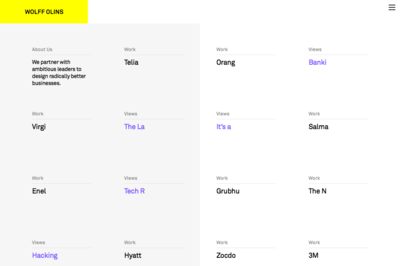 WOLFF OLINS
About Us
We partner with
ambitious leaders to
design radically better
businesses.
Work
Telia
Work
Orang
Views
Banki
Work
Virgi
Views
The La
Views
It's a
Work
Salma
Work
Enel
Views
Tech R
Work
Grubhu
Work
The N
Views
Hacking
Work
Hyatt
Work
Zocdo
Work
3M